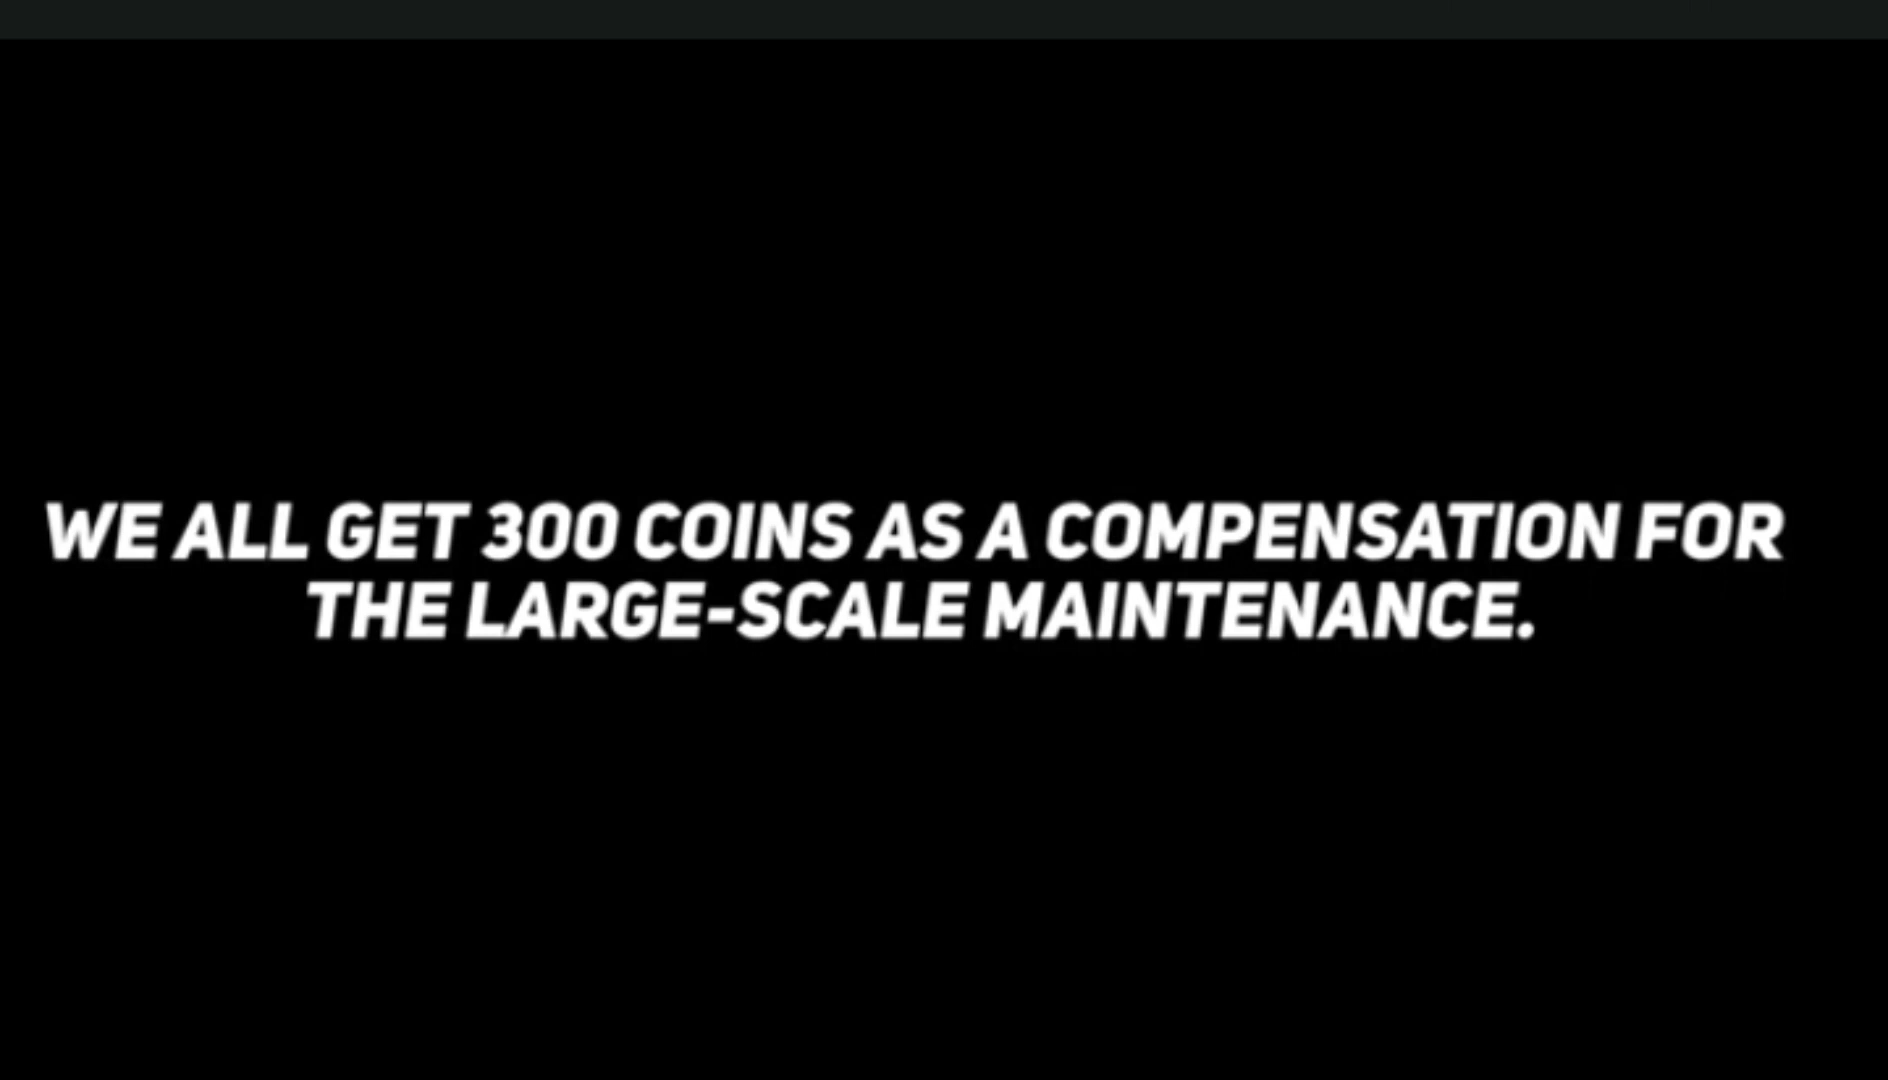 WE ALL GET 300 COINS AS A COMPENSATION FOR
THE LARGE-SCALE MAINTENANCE.